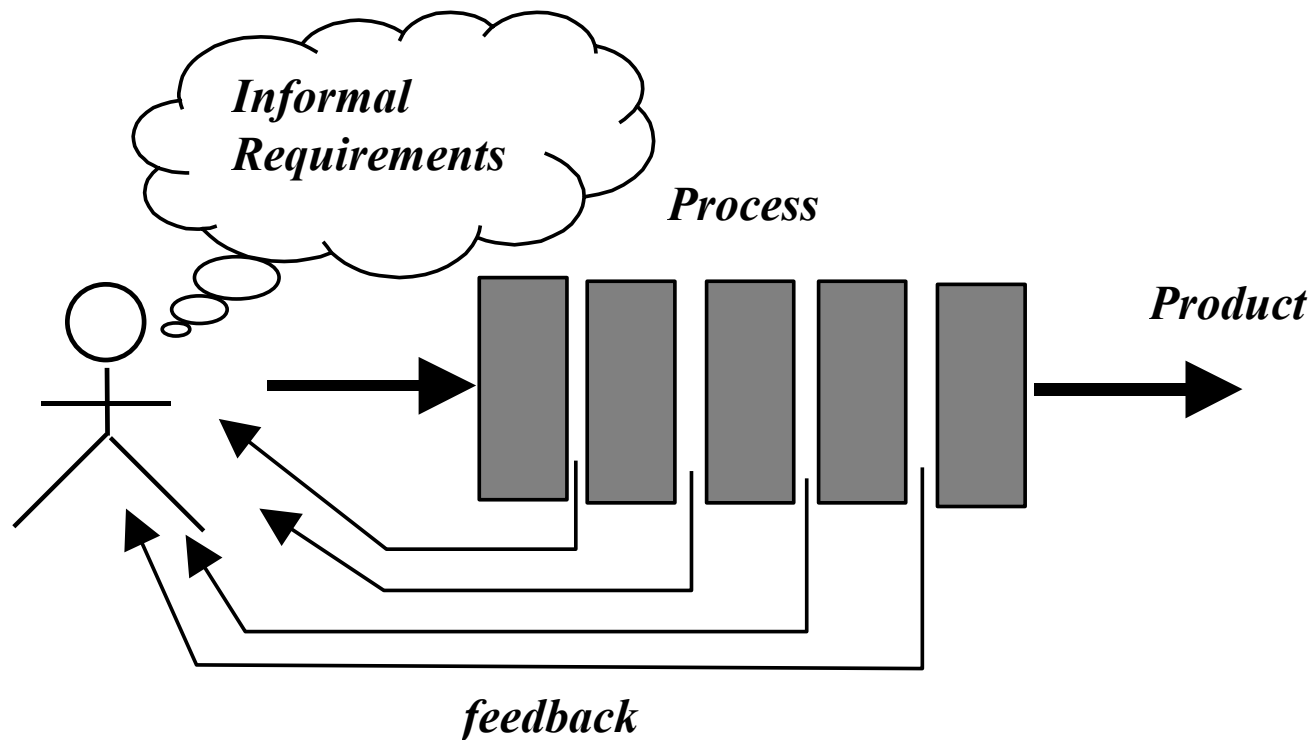 Informal
Requirements
Process
Product
feedback